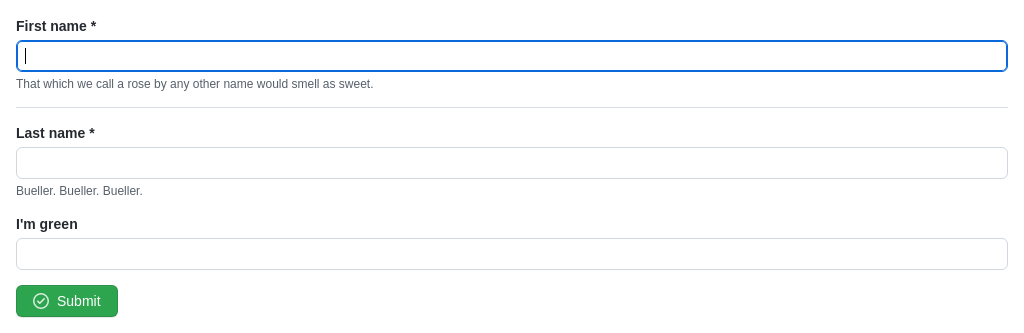 First name *
That which we call a rose by any other name would smell as sweet.
Last name *
Bueller. Bueller. Bueller.
I'm green
Submit